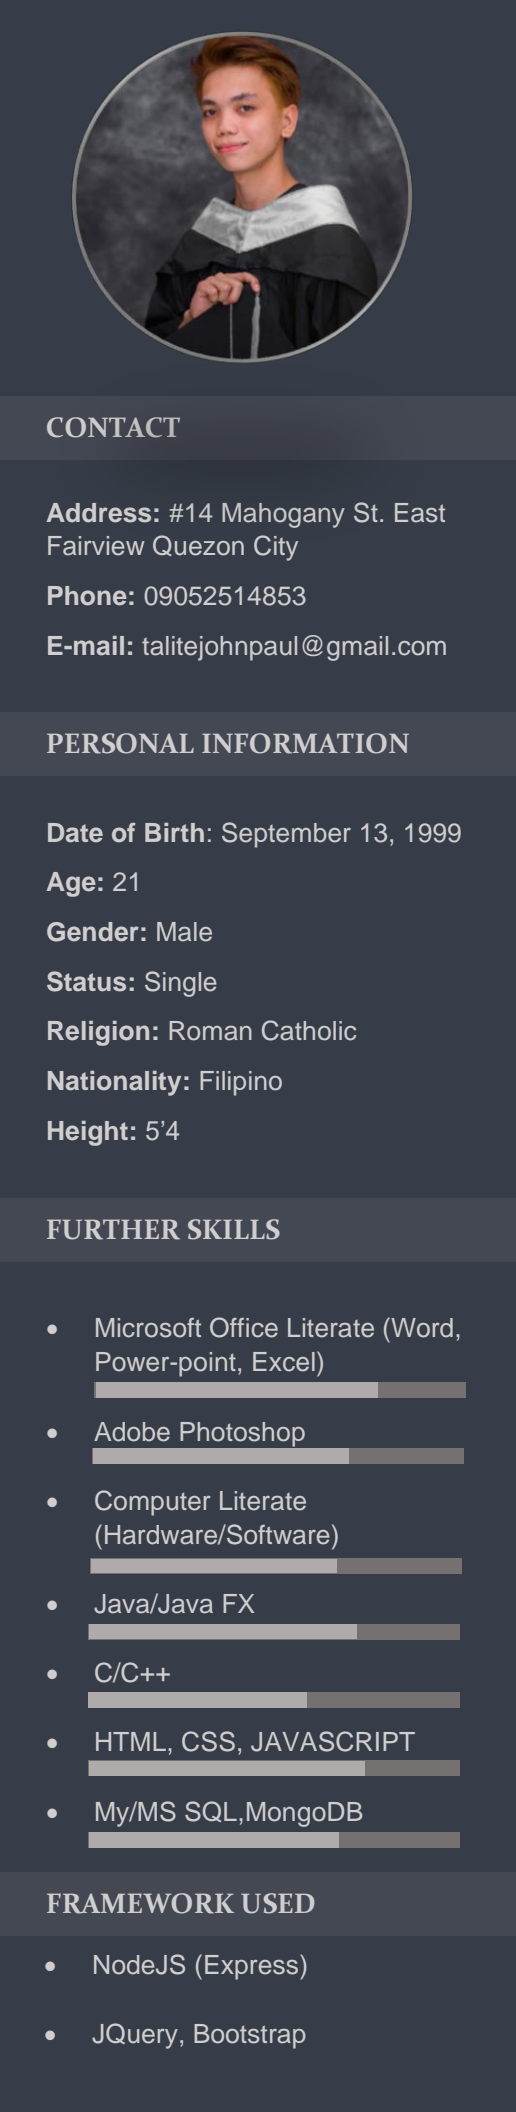 CONTACT
Address: #14 Mahogany St. East
Fairview Quezon City
Phone: 09052514853
E-mail: talitejohnpaul@gmail.com
PERSONAL INFORMATION
Date of Birth: September 13, 1999
Age: 21
Gender: Male
Status: Single
Religion: Roman Catholic
Nationality: Filipino
Height: 5’4
FURTHER SKILLS
• Microsoft Office Literate (Word,
Power-point, Excel)
• Adobe Photoshop
• Computer Literate
(Hardware/Software)
• Java/Java FX
• C/C++
• HTML, CSS, JAVASCRIPT
• My/MS SQL,MongoDB
FRAMEWORK USED
• NodeJS (Express)
• JQuery, Bootstrap